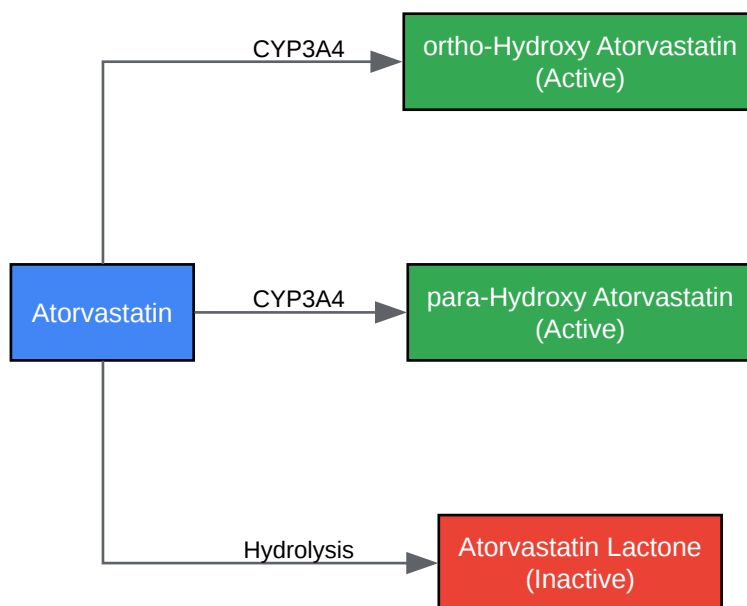 CYP3A4
ortho-Hydroxy Atorvastatin
(Active)
Atorvastatin
CYP3A4
para-Hydroxy Atorvastatin
(Active)
Hydrolysis
Atorvastatin Lactone
(Inactive)